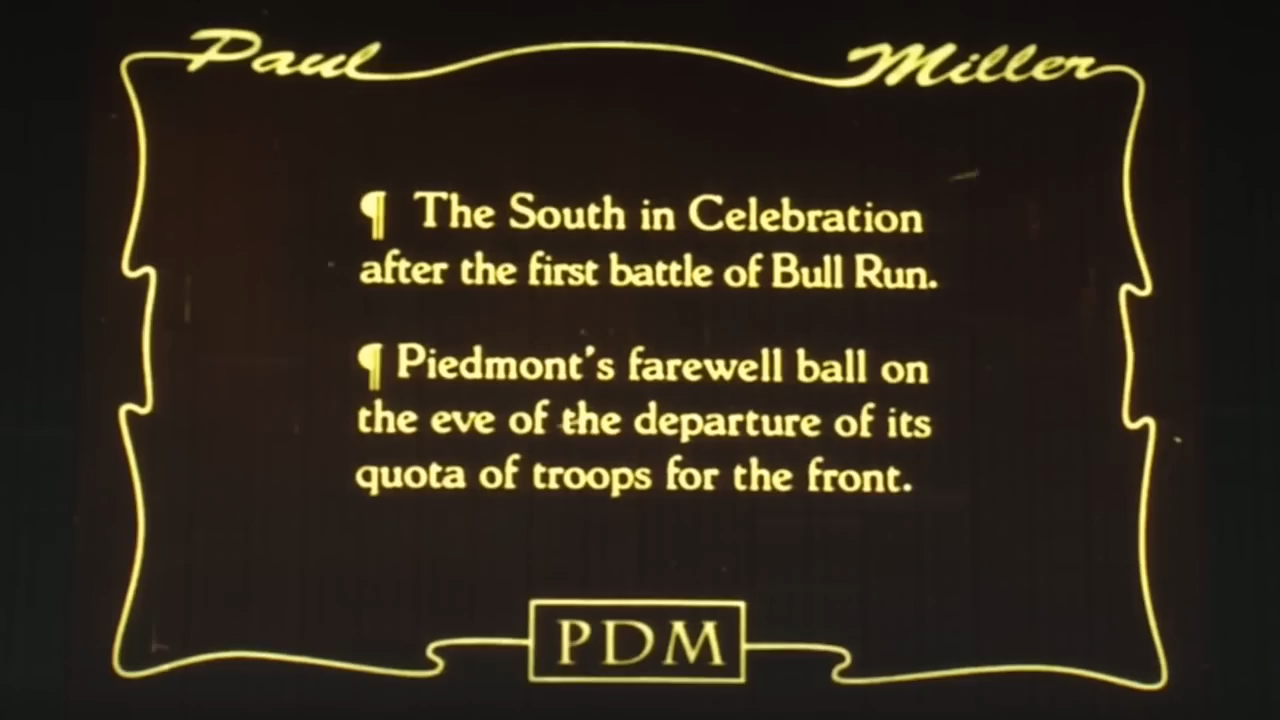 Paul Miller
¶ The South in Celebration
after the first battle of Bull Run.
¶ Piedmont's farewell ball on
the eve of the departure of its
quota of troops for the front.
PDM